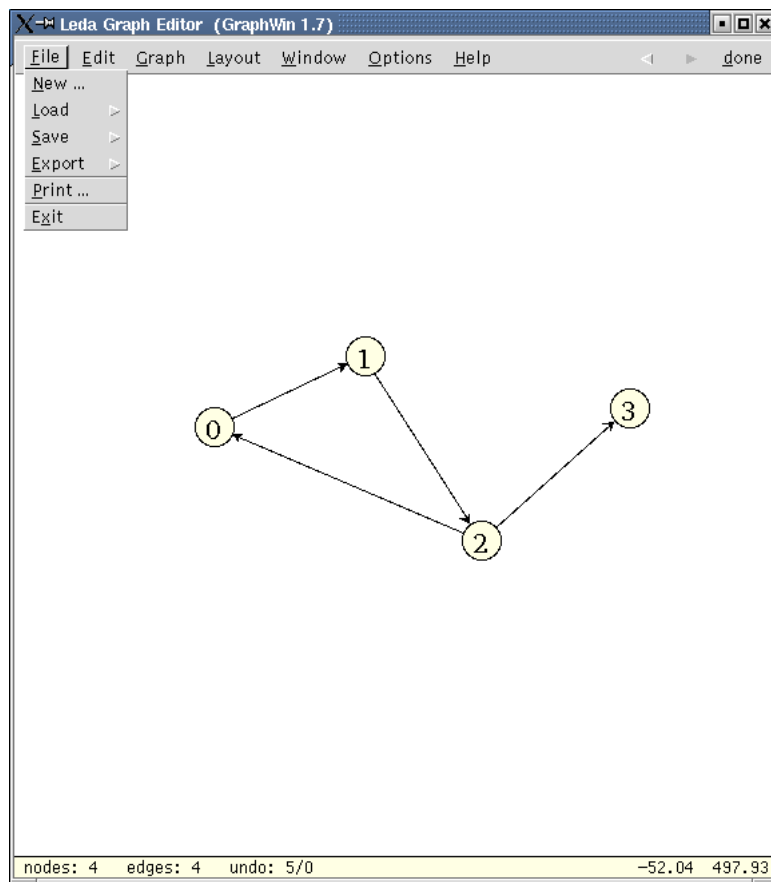 Leda Graph Editor (GraphWin 1.7)
File Edit Graph Layout Window Options Help done
New ...
Load
Save
Export
Print ...
Exit
1
3
0
2
nodes: 4 edges: 4 undo: 5/0 −52.04 497.93